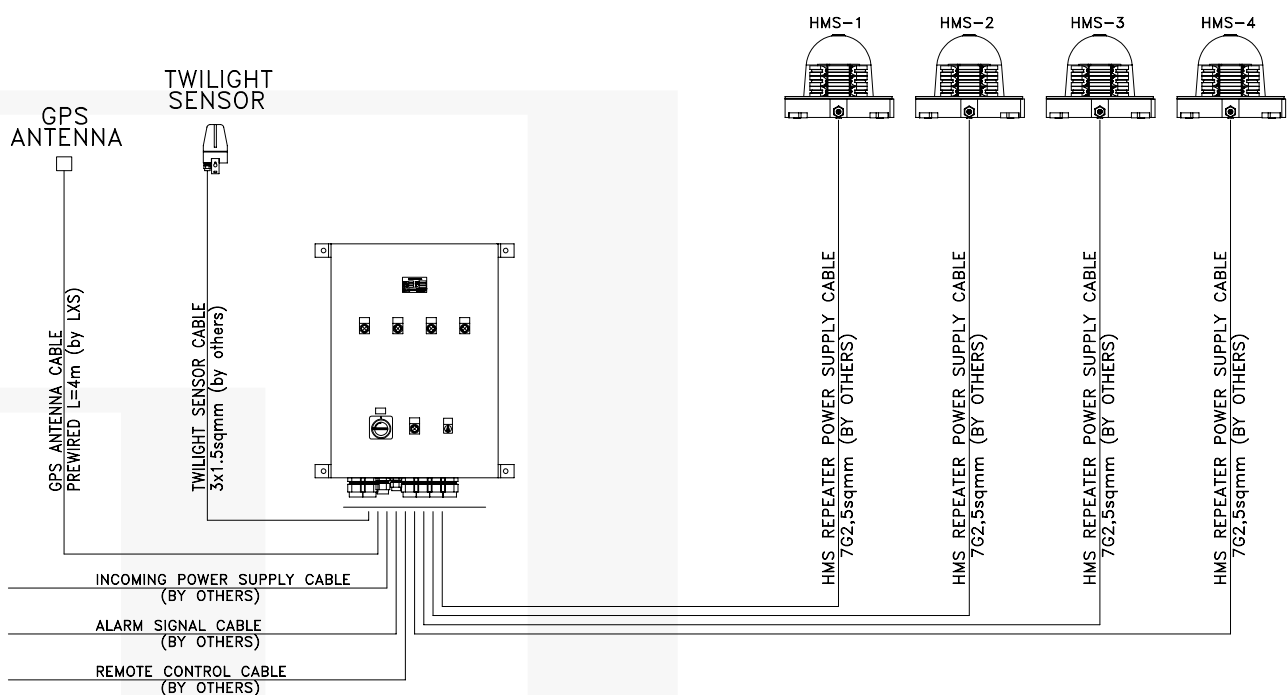 HMS-1
HMS-2
HMS-3
HMS-4
TWILIGHT
SENSOR
GPS
ANTENNA
GPS ANTENNA CABLE
PREWIRED L=4m (by LXS)
TWILIGHT SENSOR CABLE
3x1.5sqmm (by others)
HMS REPEATER POWER SUPPLY CABLE
7G2,5sqmm (BY OTHERS)
HMS REPEATER POWER SUPPLY CABLE
7G2,5sqmm (BY OTHERS)
HMS REPEATER POWER SUPPLY CABLE
7G2,5sqmm (BY OTHERS)
HMS REPEATER POWER SUPPLY CABLE
7G2,5sqmm (BY OTHERS)
INCOMING POWER SUPPLY CABLE
(BY OTHERS)
ALARM SIGNAL CABLE
(BY OTHERS)
REMOTE CONTROL CABLE
(BY OTHERS)